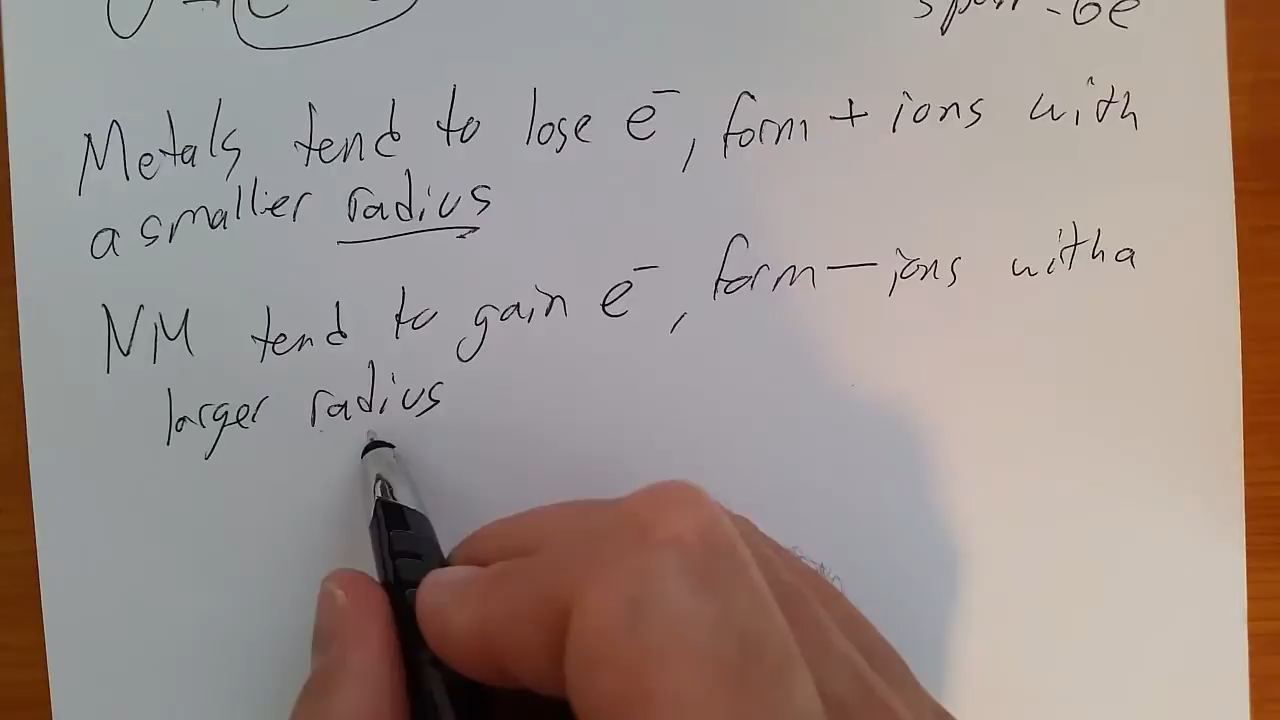 Metals tend to lose e⁻, form + ions with
a smaller radius
NM tend to gain e⁻, form — ions with a
larger radius